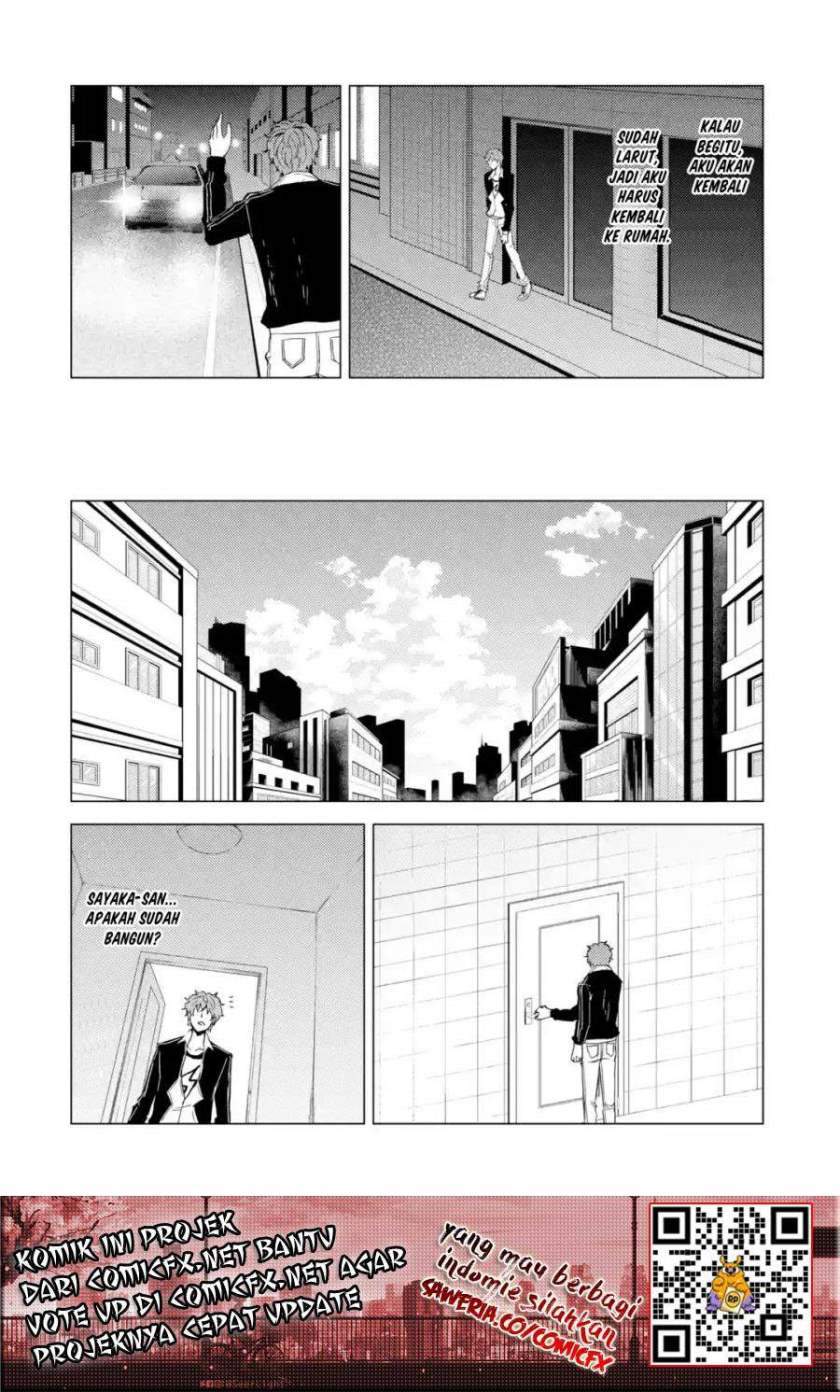 KALAU
BEGITU,
AKU AKAN
KEMBALI
SUDAH
LARUT,
JADI AKU
HARUS
KEMBALI
KE RUMAH.
SAYAKA-SAN...
APAKAH SUDAH
BANGUN?
KOMIK INI PROJEK
DARI COMICFX.NET BANTU
VOTE VP DI COMICFX.NET AGAR
PROJEKNYA CEPAT UPDATE
yang mau berbagi
indomie silahkan
SAWERIA.CO/COMICFX